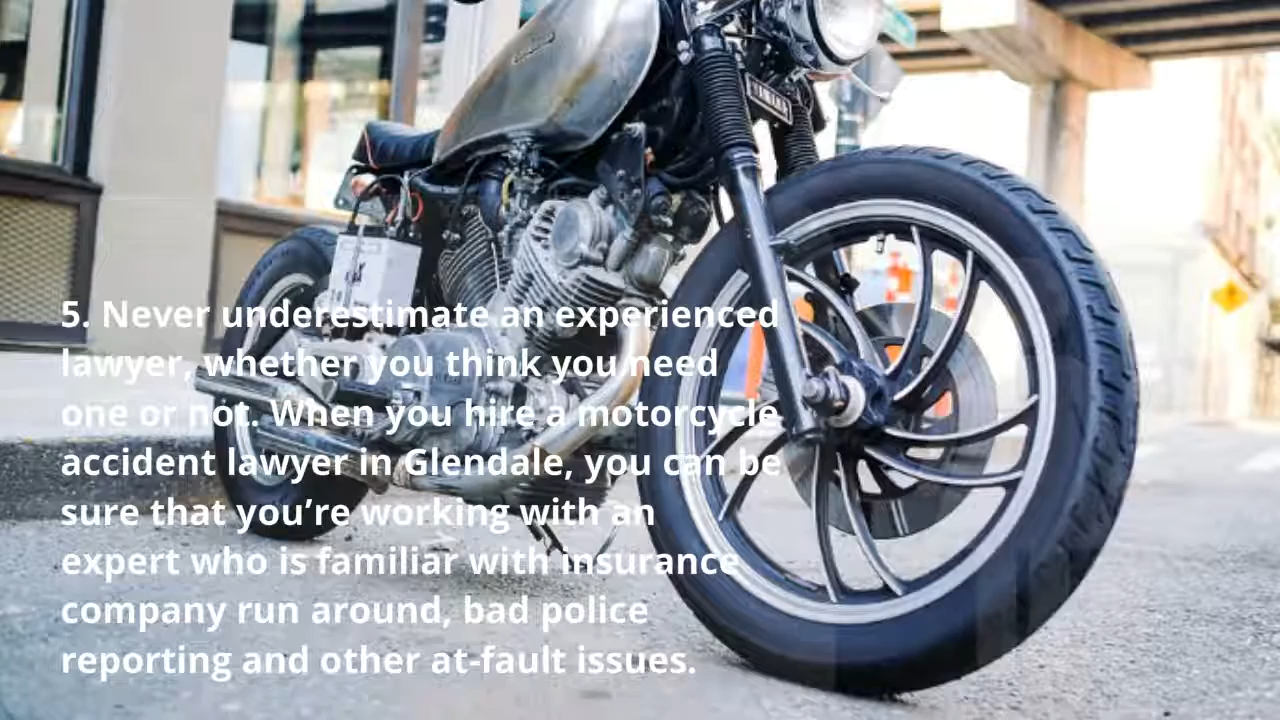 YAMAHA
5. Never underestimate an experienced
lawyer, whether you think you need
one or not. When you hire a motorcycle
accident lawyer in Glendale, you can be
sure that you’re working with an
expert who is familiar with insurance
company run around, bad police
reporting and other at-fault issues.